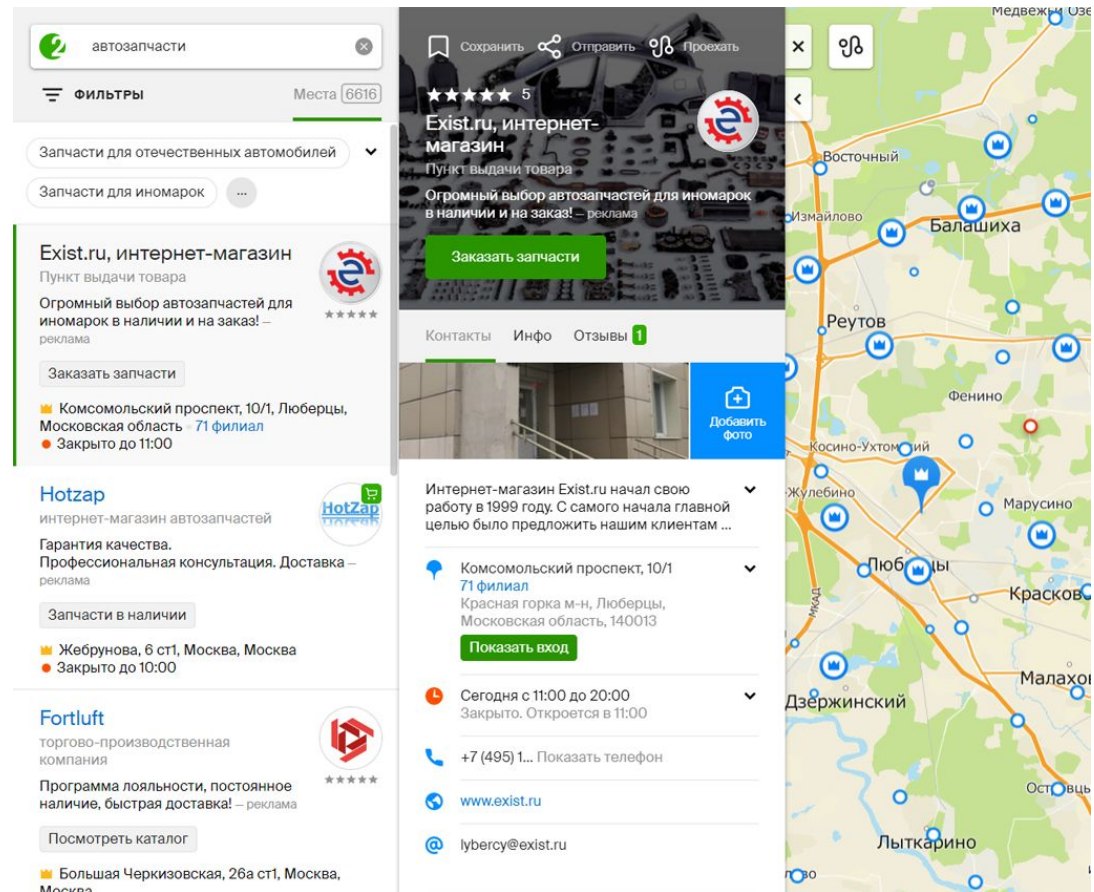 автозапчасти
ФИЛЬТРЫ
Места 6616
Запчасти для отечественных автомобилей
Запчасти для иномарок
...
Exist.ru, интернет-магазин
Пункт выдачи товара
Огромный выбор автозапчастей для
иномарок в наличии и на заказ! –
реклама
Заказать запчасти
Комсомольский проспект, 10/1, Люберцы,
Московская область 71 филиал
Закрыто до 11:00
Hotzap
интернет-магазин автозапчастей
HotZap
Гарантия качества.
Профессиональная консультация. Доставка –
реклама
Запчасти в наличии
Жебрунова, 6 ст1, Москва, Москва
Закрыто до 10:00
Fortluft
торгово-производственная
компания
Программа лояльности, постоянное
наличие, быстрая доставка! – реклама
Посмотреть каталог
Большая Черкизовская, 26а ст1, Москва,
Москва
Сохранить
Отправить
Проехать
5
Exist.ru, интернет-
магазин
Пункт выдачи товара
Огромный выбор автозапчастей для иномарок
в наличии и на заказ! – реклама
Заказать запчасти
Контакты
Инфо
Отзывы 1
Добавить
фото
Интернет-магазин Exist.ru начал свою
работу в 1999 году. С самого начала главной
целью было предложить нашим клиентам ...
Комсомольский проспект, 10/1
71 филиал
Красная горка м-н, Люберцы,
Московская область, 140013
Показать вход
Сегодня с 11:00 до 20:00
Закрыто. Откроется в 11:00
+7 (495) 1... Показать телефон
www.exist.ru
lybercy@exist.ru
Восточный
Измайлово
Балашиха
Реутов
Фенино
Жулебино
Марусино
МКАД
Дзержинский
Лыткарино